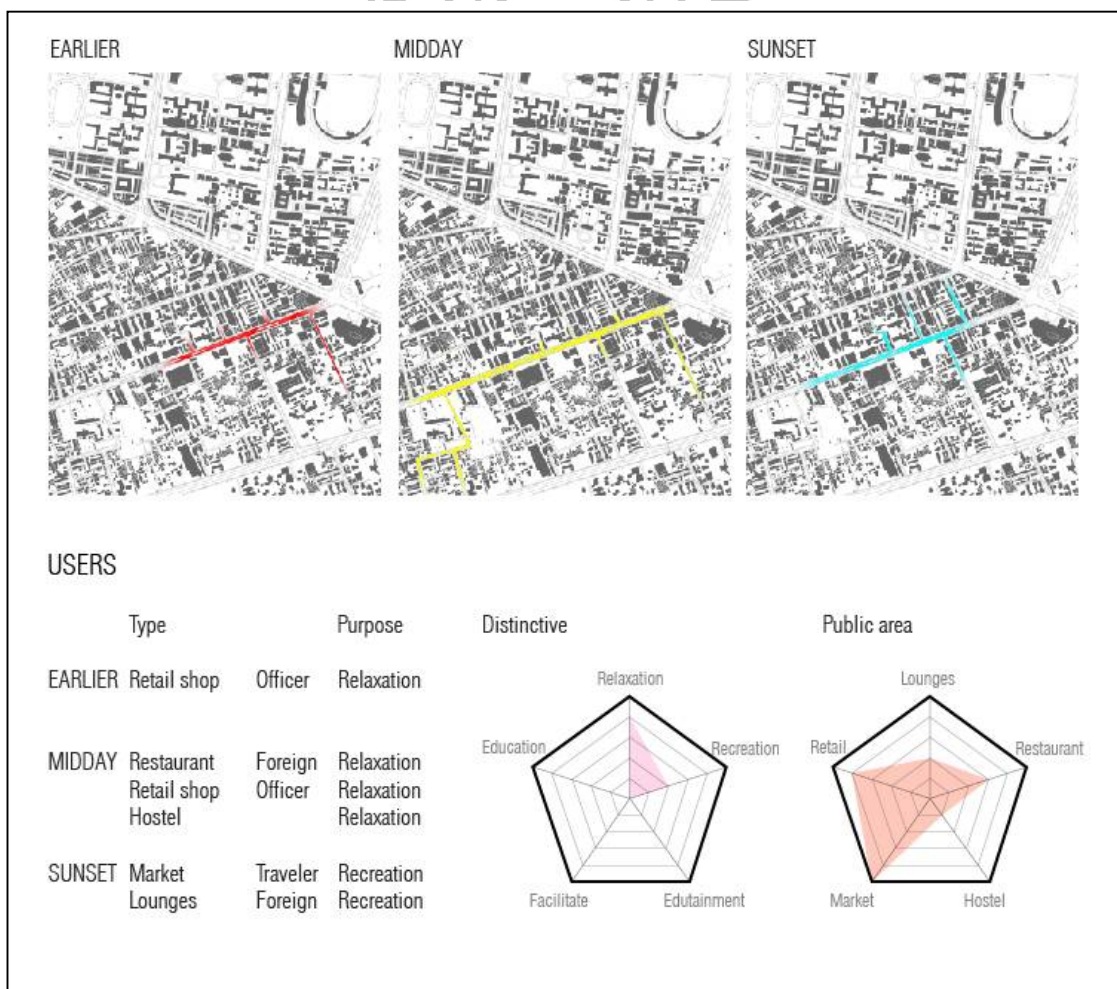 EARLIER MIDDAY SUNSET
USERS
Type Purpose Distinctive Public area
EARLIER Retail shop Officer Relaxation
MIDDAY Restaurant Foreign Relaxation
Retail shop Officer Relaxation
Hostel Relaxation
SUNSET Market Traveler Recreation
Lounges Foreign Recreation
Relaxation
Education Recreation
Facilitate Edutainment
Lounges
Retail Restaurant
Market Hostel